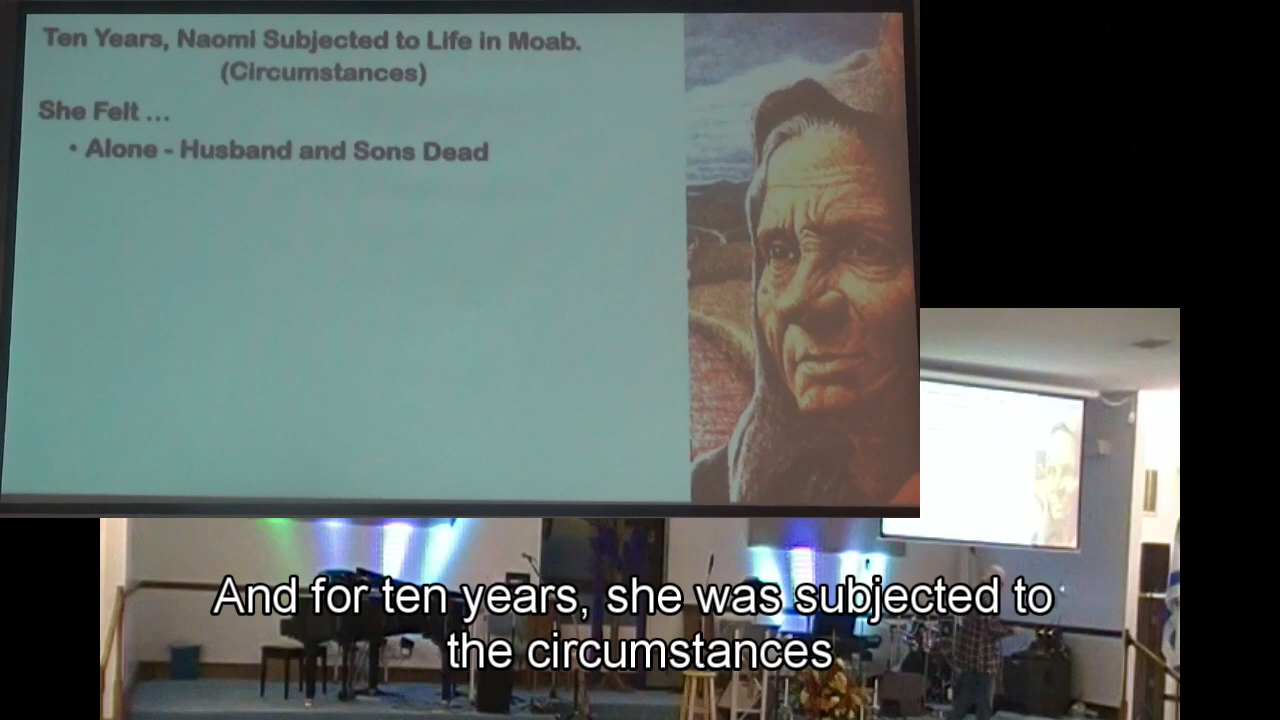 Ten Years, Naomi Subjected to Life in Moab.
(Circumstances)
She Felt ...
• Alone - Husband and Sons Dead
And for ten years, she was subjected to
the circumstances